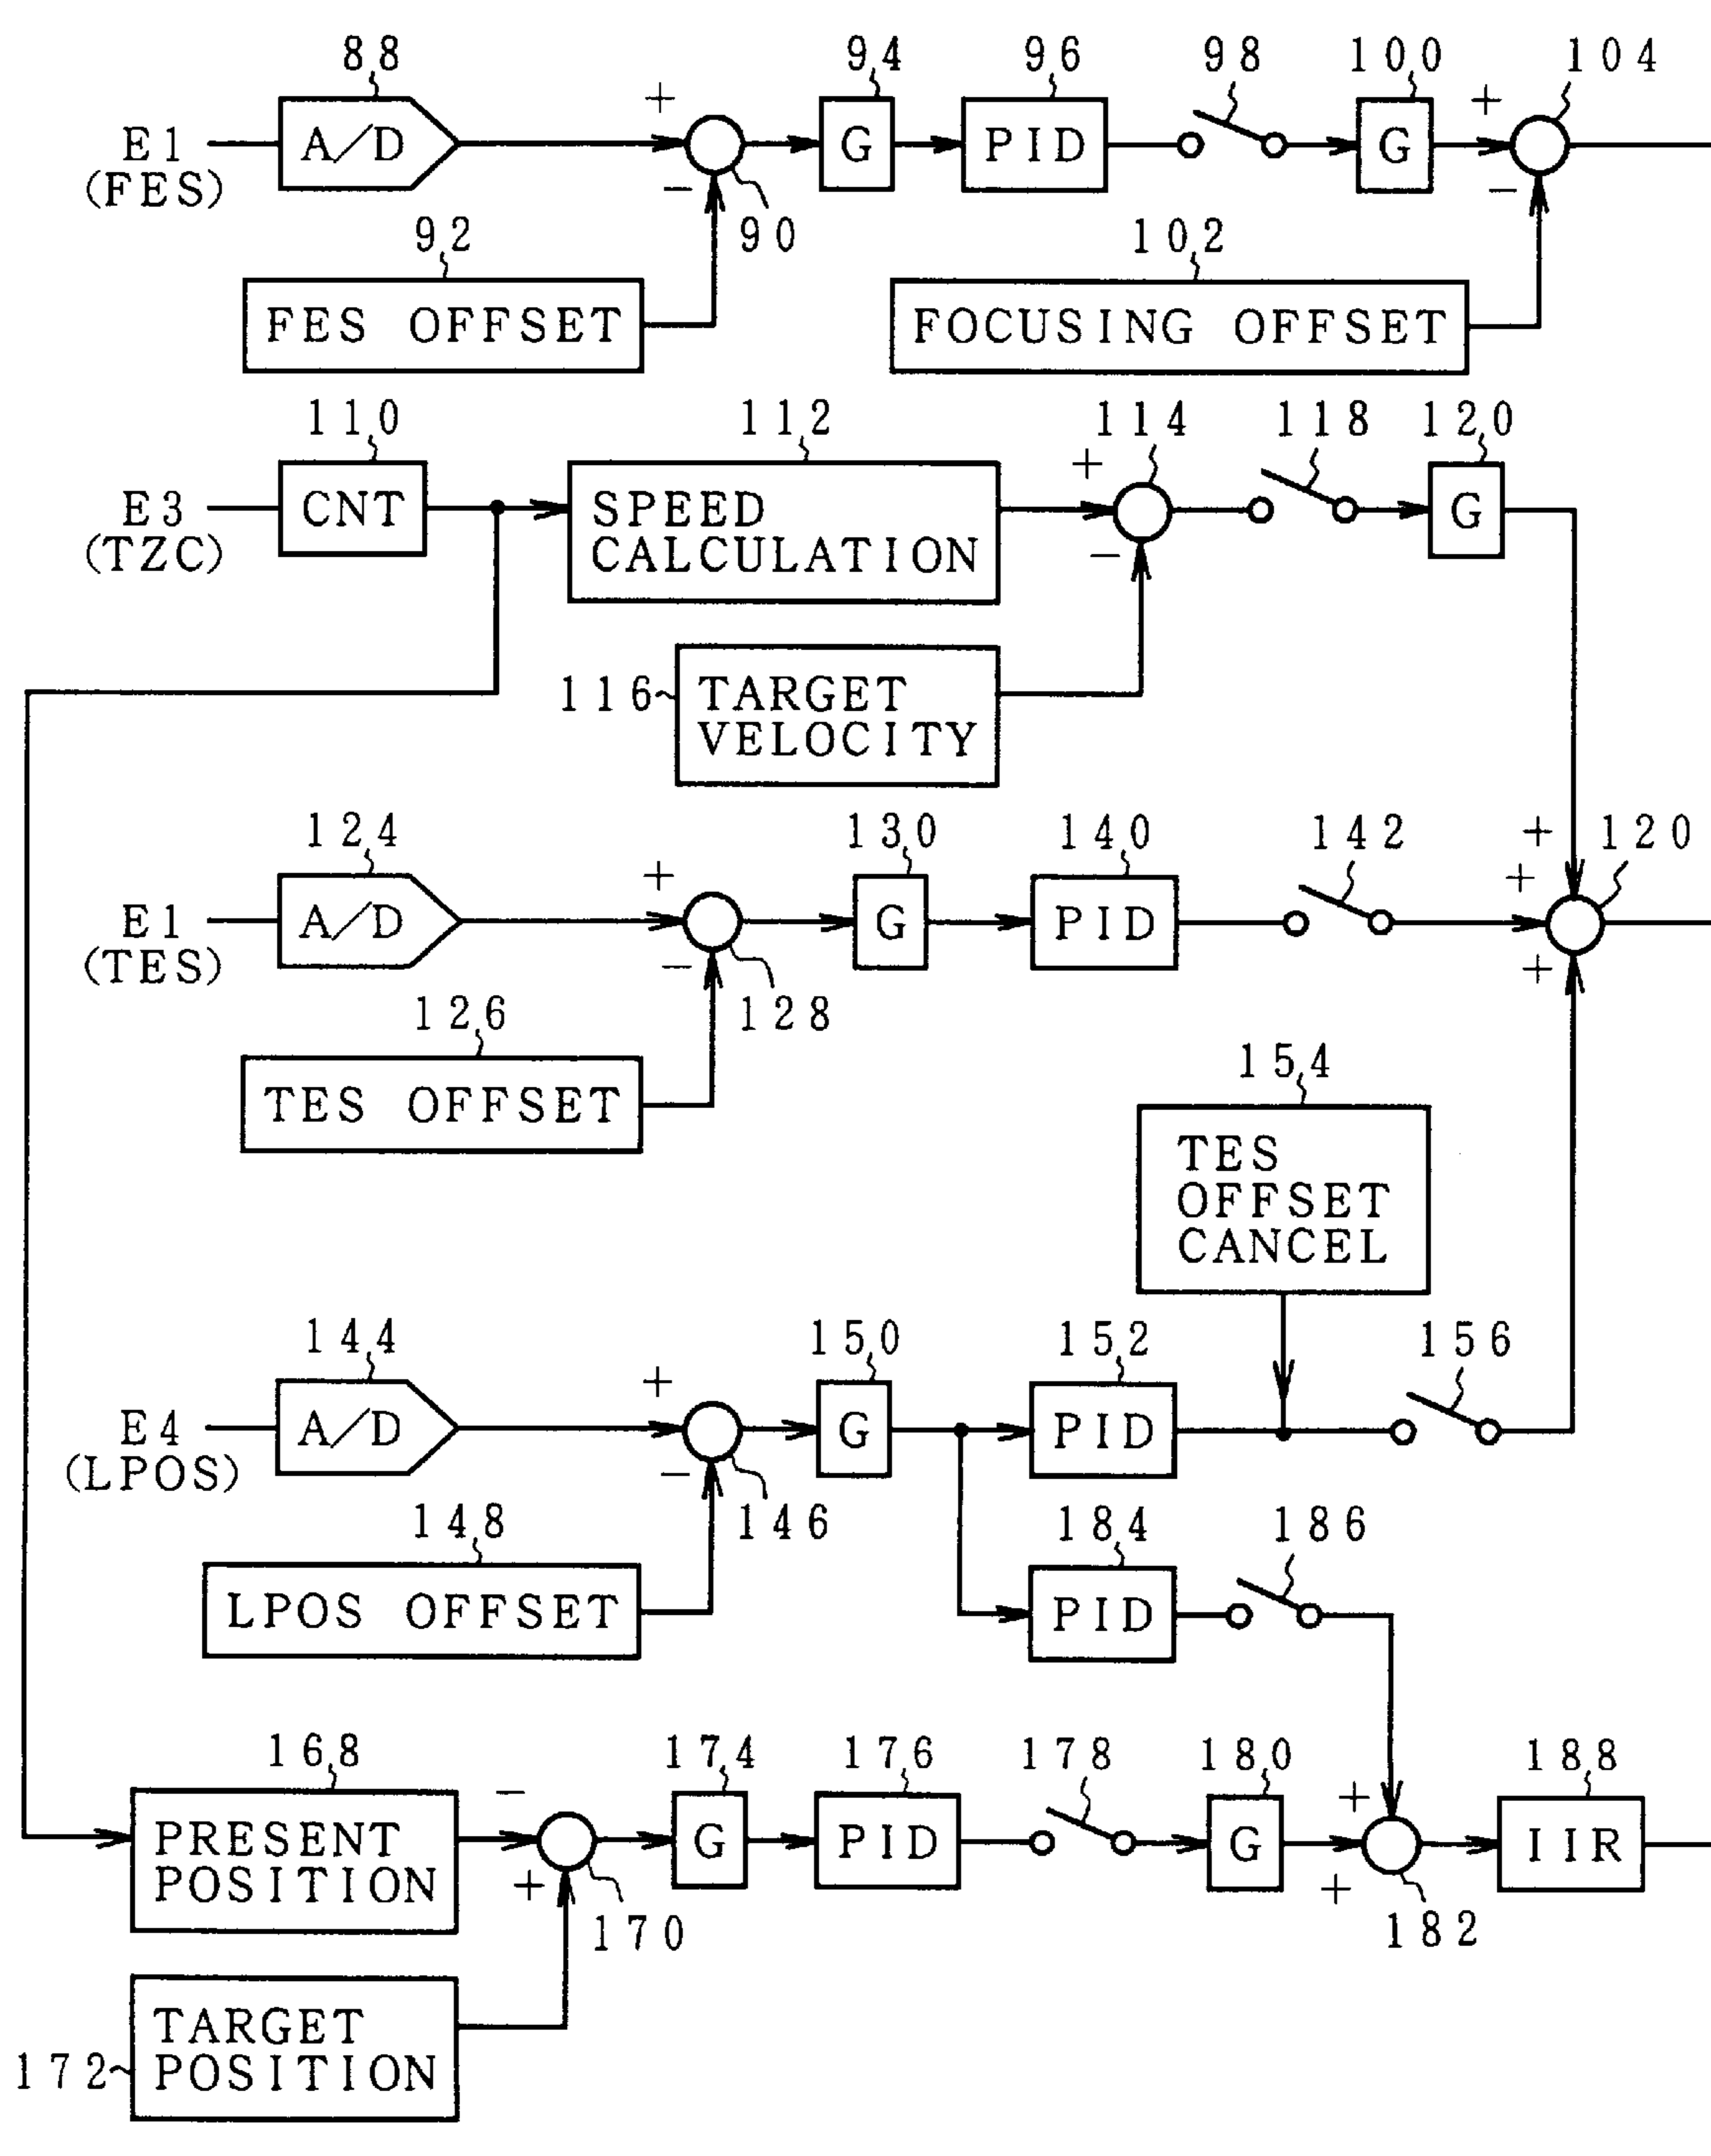 88
94
96
98
100
104
E1
(FES)
A/D
+
−
G
PID
G
+
−
92
90
102
FES OFFSET
FOCUSING OFFSET
110
112
114
118
120
E3
(TZC)
CNT
SPEED
CALCULATION
+
−
G
116
TARGET
VELOCITY
124
130
140
142
+
120
E1
(TES)
A/D
+
−
G
PID
+
+
126
128
TES OFFSET
154
TES
OFFSET
CANCEL
144
150
152
156
E4
(LPOS)
A/D
+
−
G
PID
148
146
184
186
LPOS OFFSET
PID
168
174
176
178
180
188
PRESENT
POSITION
−
+
G
PID
G
+
+
IIR
170
182
172
TARGET
POSITION